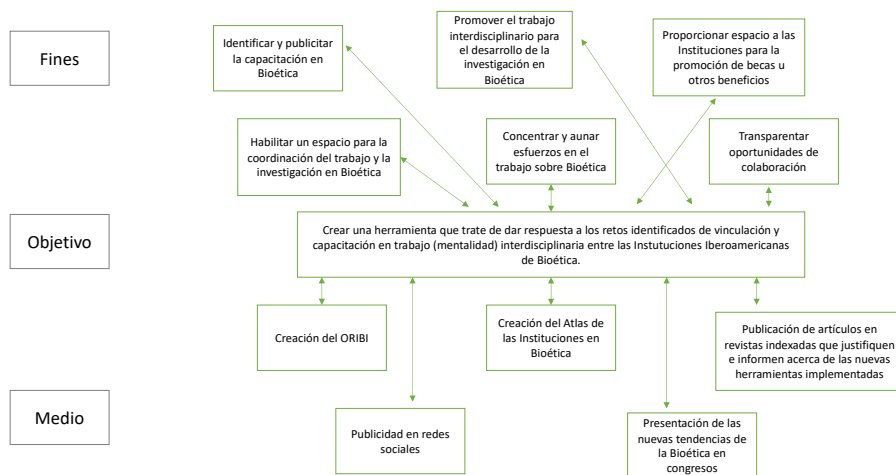 Fines
Identificar y publicitar
la capacitación en
Bioética
Promover el trabajo
interdisciplinario para
el desarrollo de la
investigación en
Bioética
Proporcionar espacio a las
Instituciones para la
promoción de becas u
otros beneficios
Habilitar un espacio para la
coordinación del trabajo y la
investigación en Bioética
Concentrar y aunar
esfuerzos en el
trabajo sobre Bioética
Transparentar
oportunidades de
colaboración
Objetivo
Crear una herramienta que trate de dar respuesta a los retos identificados de vinculación y
capacitación en trabajo (mentalidad) interdisciplinaria entre las Instutuciones Iberoamericanas
de Bioética.
Creación del ORIBI
Creación del Atlas de
las Instituciones en
Bioética
Publicación de artículos en
revistas indexadas que justifiquen
e informen acerca de las nuevas
herramientas implementadas
Medio
Publicidad en redes
sociales
Presentación de las
nuevas tendencias de
la Bioética en
congresos